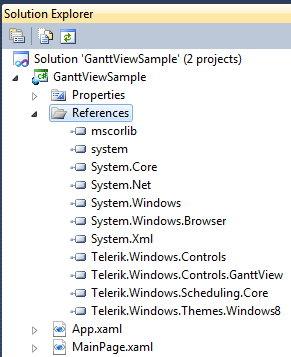 Solution Explorer
Solution 'GanttViewSample' (2 projects)
GanttViewSample
Properties
References
mscorlib
system
System.Core
System.Net
System.Windows
System.Windows.Browser
System.Xml
Telerik.Windows.Controls
Telerik.Windows.Controls.GanttView
Telerik.Windows.Scheduling.Core
Telerik.Windows.Themes.Windows8
App.xaml
MainPage.xaml